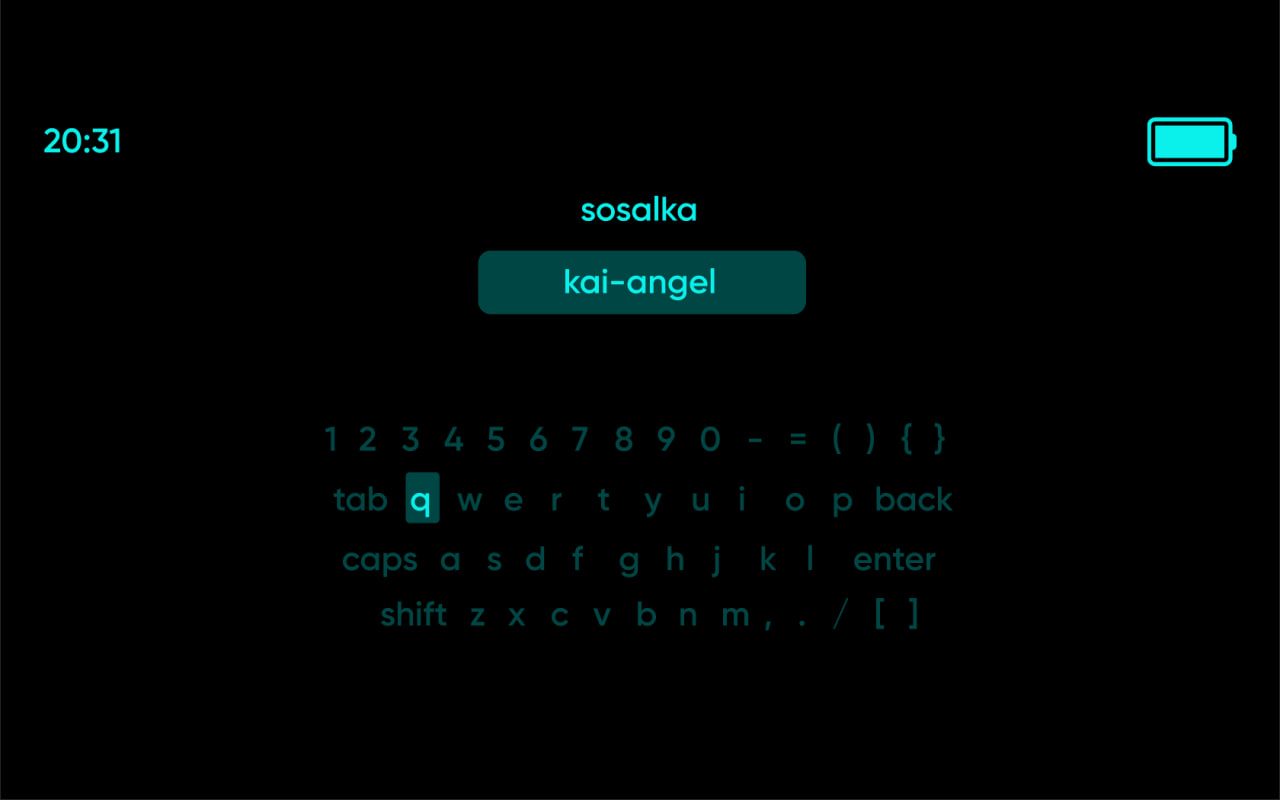 20:31
sosalka
kai-angel
1 2 3 4 5 6 7 8 9 0 - = ( ) { }
tab q w e r t y u i o p back
caps a s d f g h j k l enter
shift z x c v b n m , . / [ ]